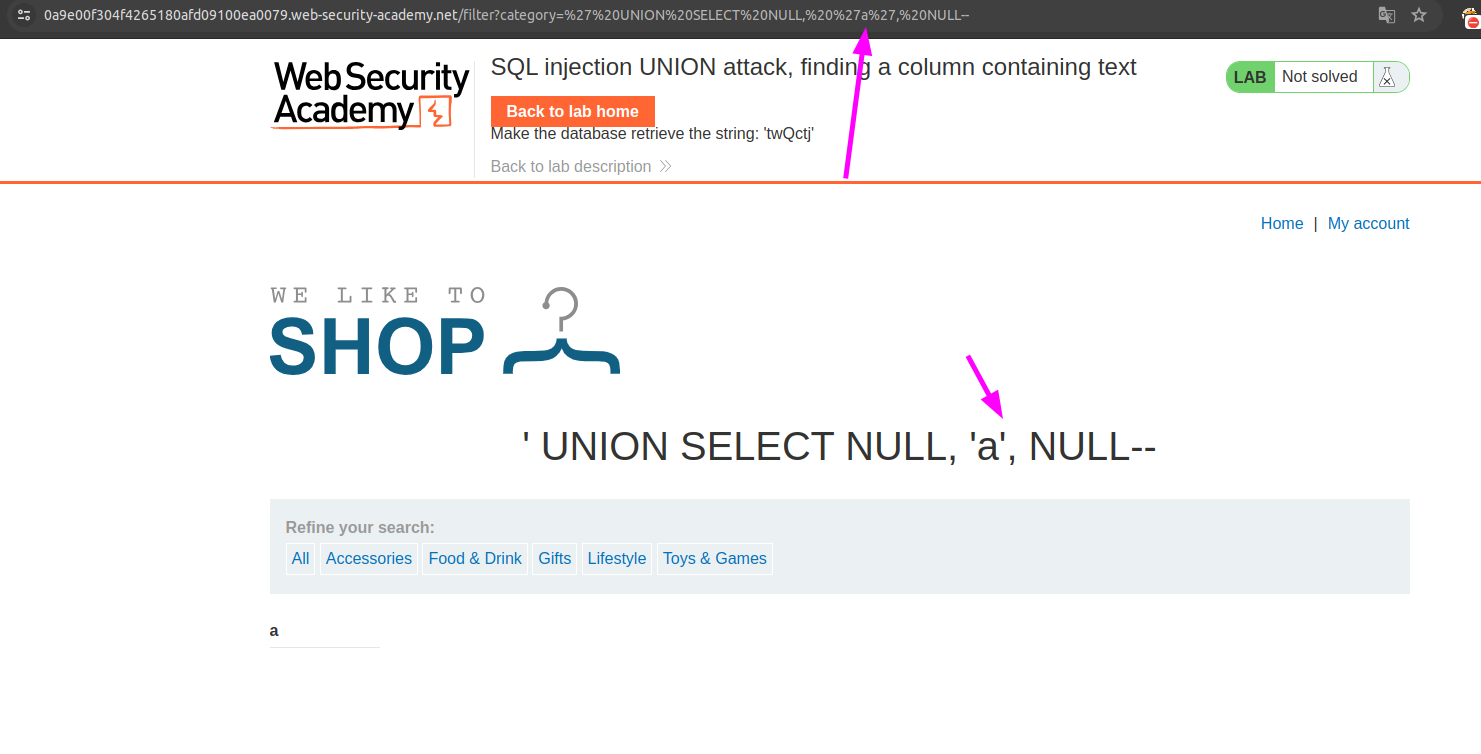 0a9e00f304f4265180afd09100ea0079.web-security-academy.net/filter?category=%27%20UNION%20SELECT%20NULL,%20%27a%27,%20NULL--
Web Security
Academy
SQL injection UNION attack, finding a column containing text
LAB Not solved
Back to lab home
Make the database retrieve the string: 'twQctj'
Back to lab description
Home | My account
WE LIKE TO
SHOP
' UNION SELECT NULL, 'a', NULL--
Refine your search:
All Accessories Food & Drink Gifts Lifestyle Toys & Games
a